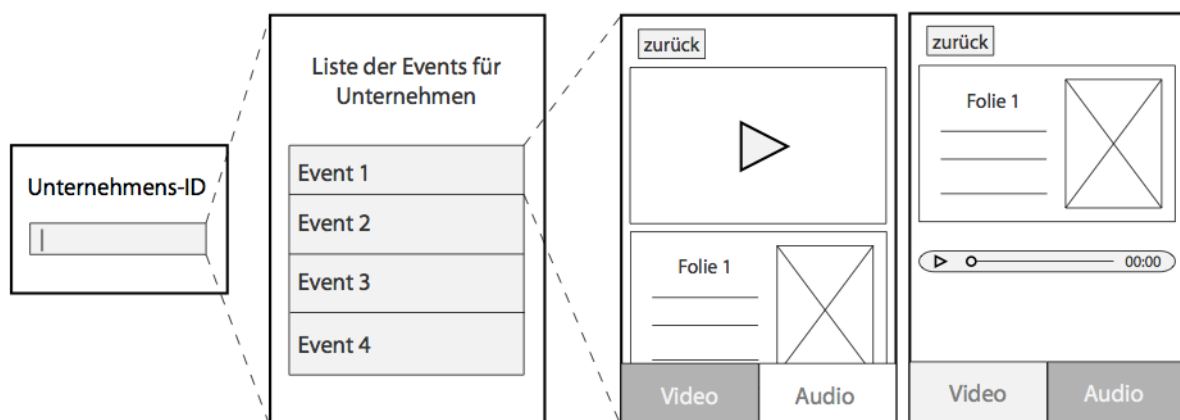 Unternehmens-ID
Liste der Events für
Unternehmen
Event 1
Event 2
Event 3
Event 4
zurück
Folie 1
Video
Audio
zurück
Folie 1
00:00
Video
Audio